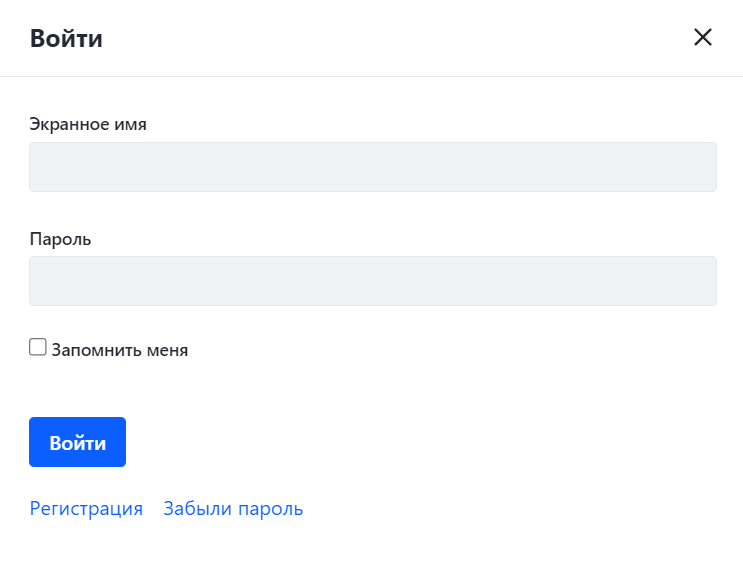 Войти
Экранное имя
Пароль
Запомнить меня
Войти
Регистрация Забыли пароль